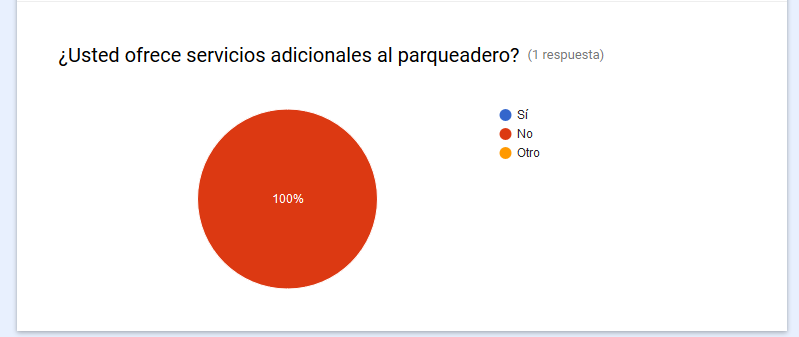 ¿Usted ofrece servicios adicionales al parqueadero? (1 respuesta)
Sí
No
Otro
100%